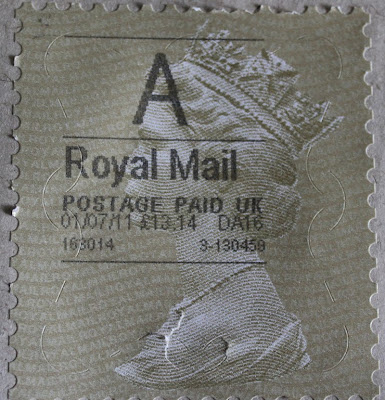 A
Royal Mail
POSTAGE PAID UK
01/07/11 £13.14 DA16
163014 3-130459